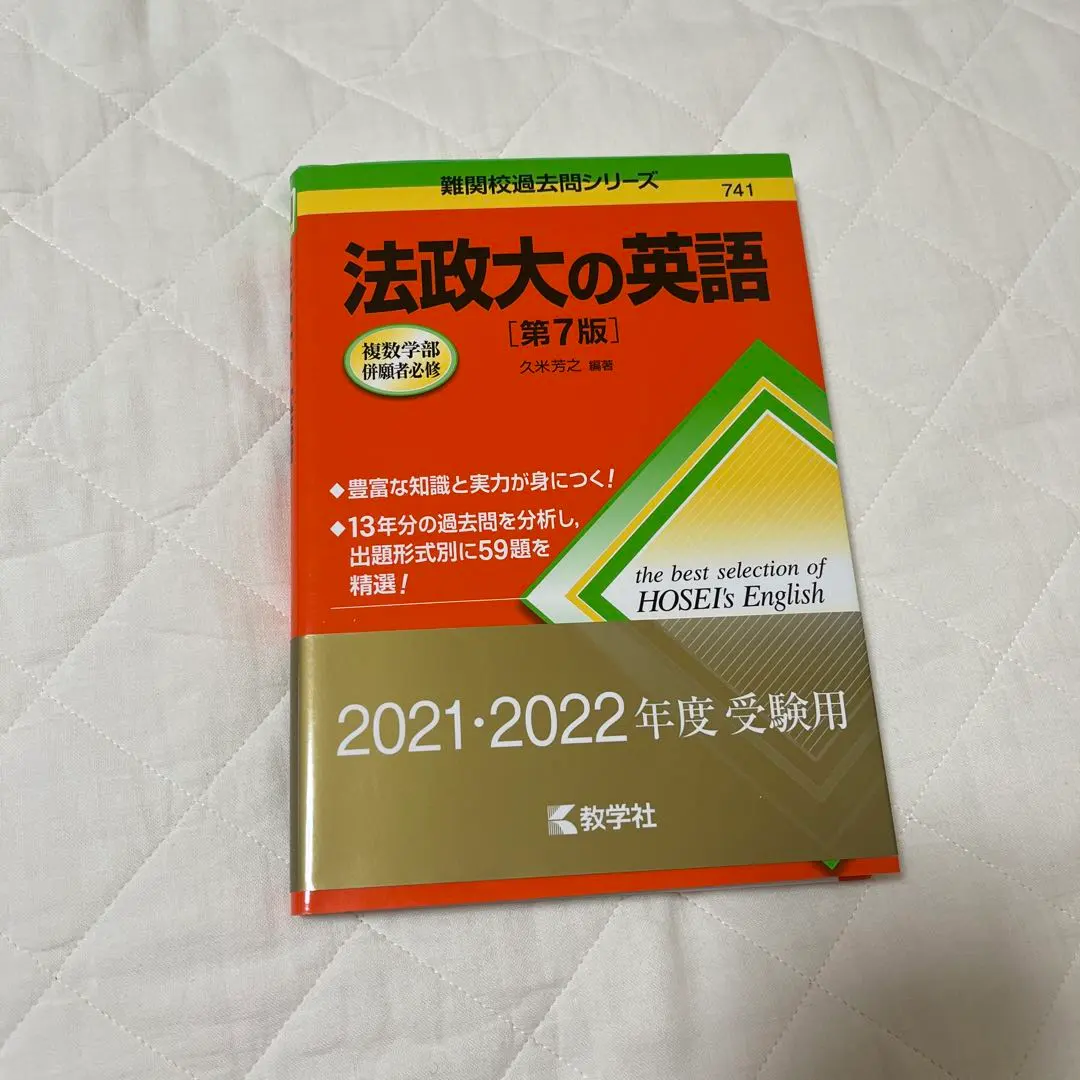 難関校過去問シリーズ
741
法政大の英語
[第7版]
複数学部
併願者必修
久米芳之 編著
◆豊富な知識と実力が身につく!
◆13年分の過去問を分析し,
出題形式別に59題を
精選!
the best selection of
HOSEI's English
2021・2022年度 受験用
教学社